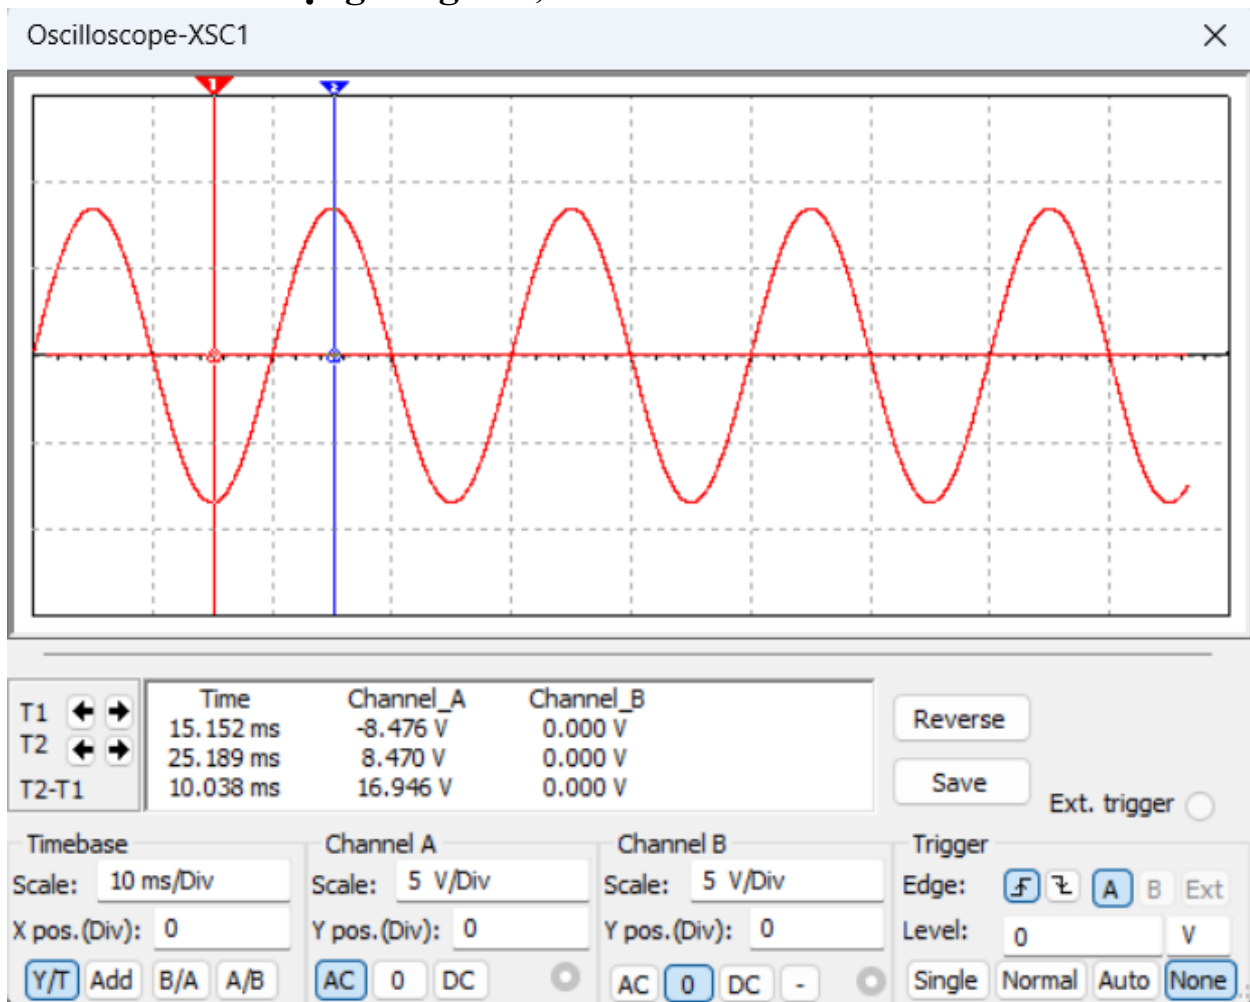 Oscilloscope-XSC1
1 2
Time Channel_A Channel_B
T1 15.152 ms -8.476 V 0.000 V
T2 25.189 ms 8.470 V 0.000 V
T2-T1 10.038 ms 16.946 V 0.000 V
Reverse
Save
Ext. trigger
Timebase
Scale: 10 ms/Div
X pos.(Div): 0
Y/T Add B/A A/B
Channel A
Scale: 5 V/Div
Y pos.(Div): 0
AC 0 DC
Channel B
Scale: 5 V/Div
Y pos.(Div): 0
AC 0 DC -
Trigger
Edge: A B Ext
Level: 0 V
Single Normal Auto None